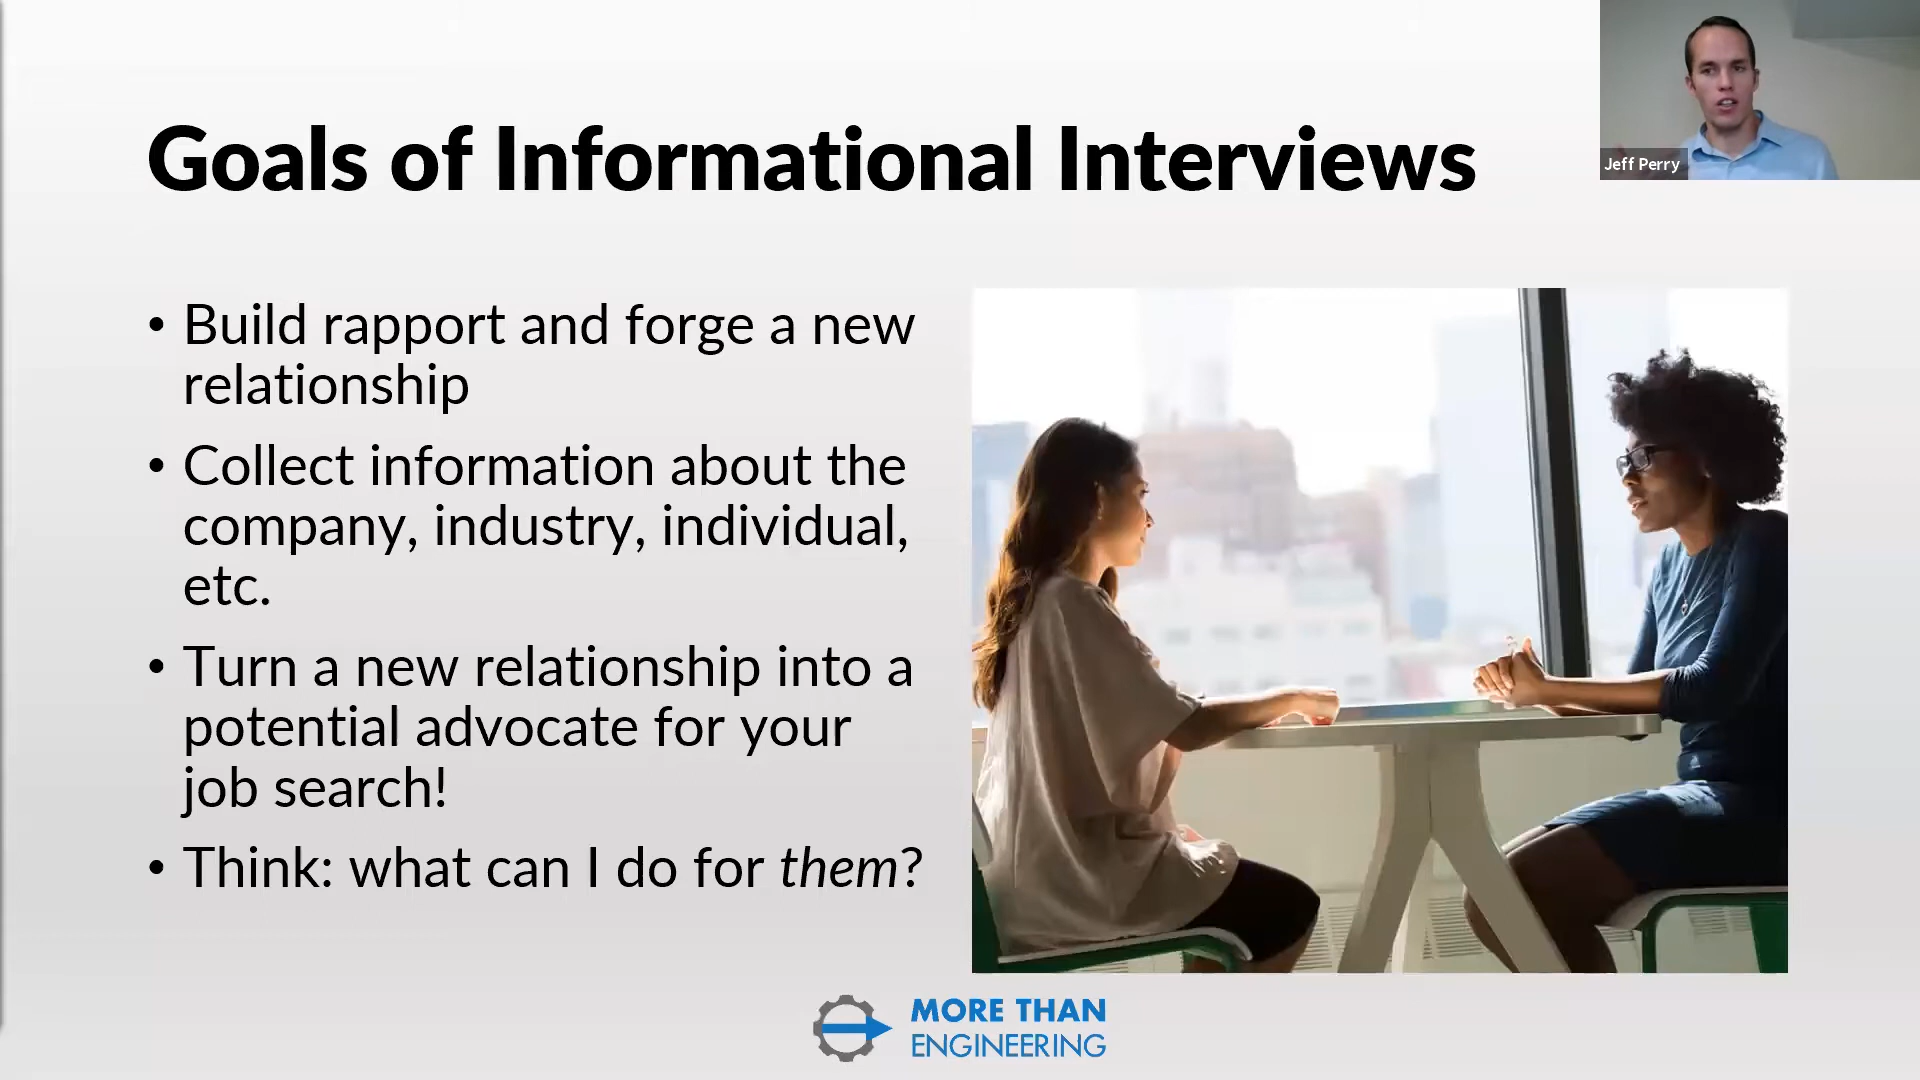 Goals of Informational Interviews
Jeff Perry
• Build rapport and forge a new
relationship
• Collect information about the
company, industry, individual,
etc.
• Turn a new relationship into a
potential advocate for your
job search!
• Think: what can I do for them?
MORE THAN
ENGINEERING